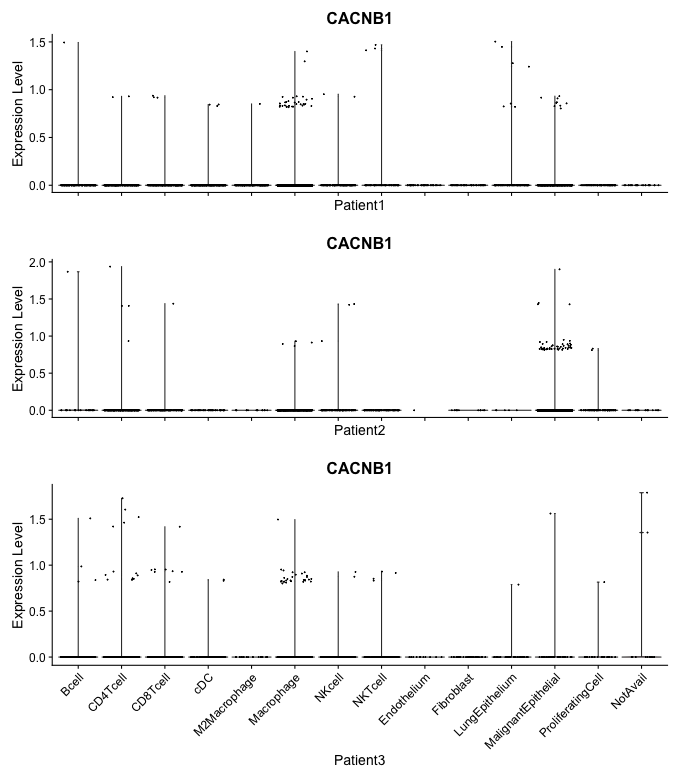 CACNB1
Expression Level
1.5
1.0
0.5
0.0
Patient1
CACNB1
Expression Level
2.0
1.5
1.0
0.5
0.0
Patient2
CACNB1
Expression Level
1.5
1.0
0.5
0.0
Bcell
CD4Tcell
CD8Tcell
cDC
M2Macrophage
Macrophage
NKcell
NKTcell
Endothelium
Fibroblast
LungEpithelium
MalignantEpithelial
ProliferatingCell
NotAvail
Patient3